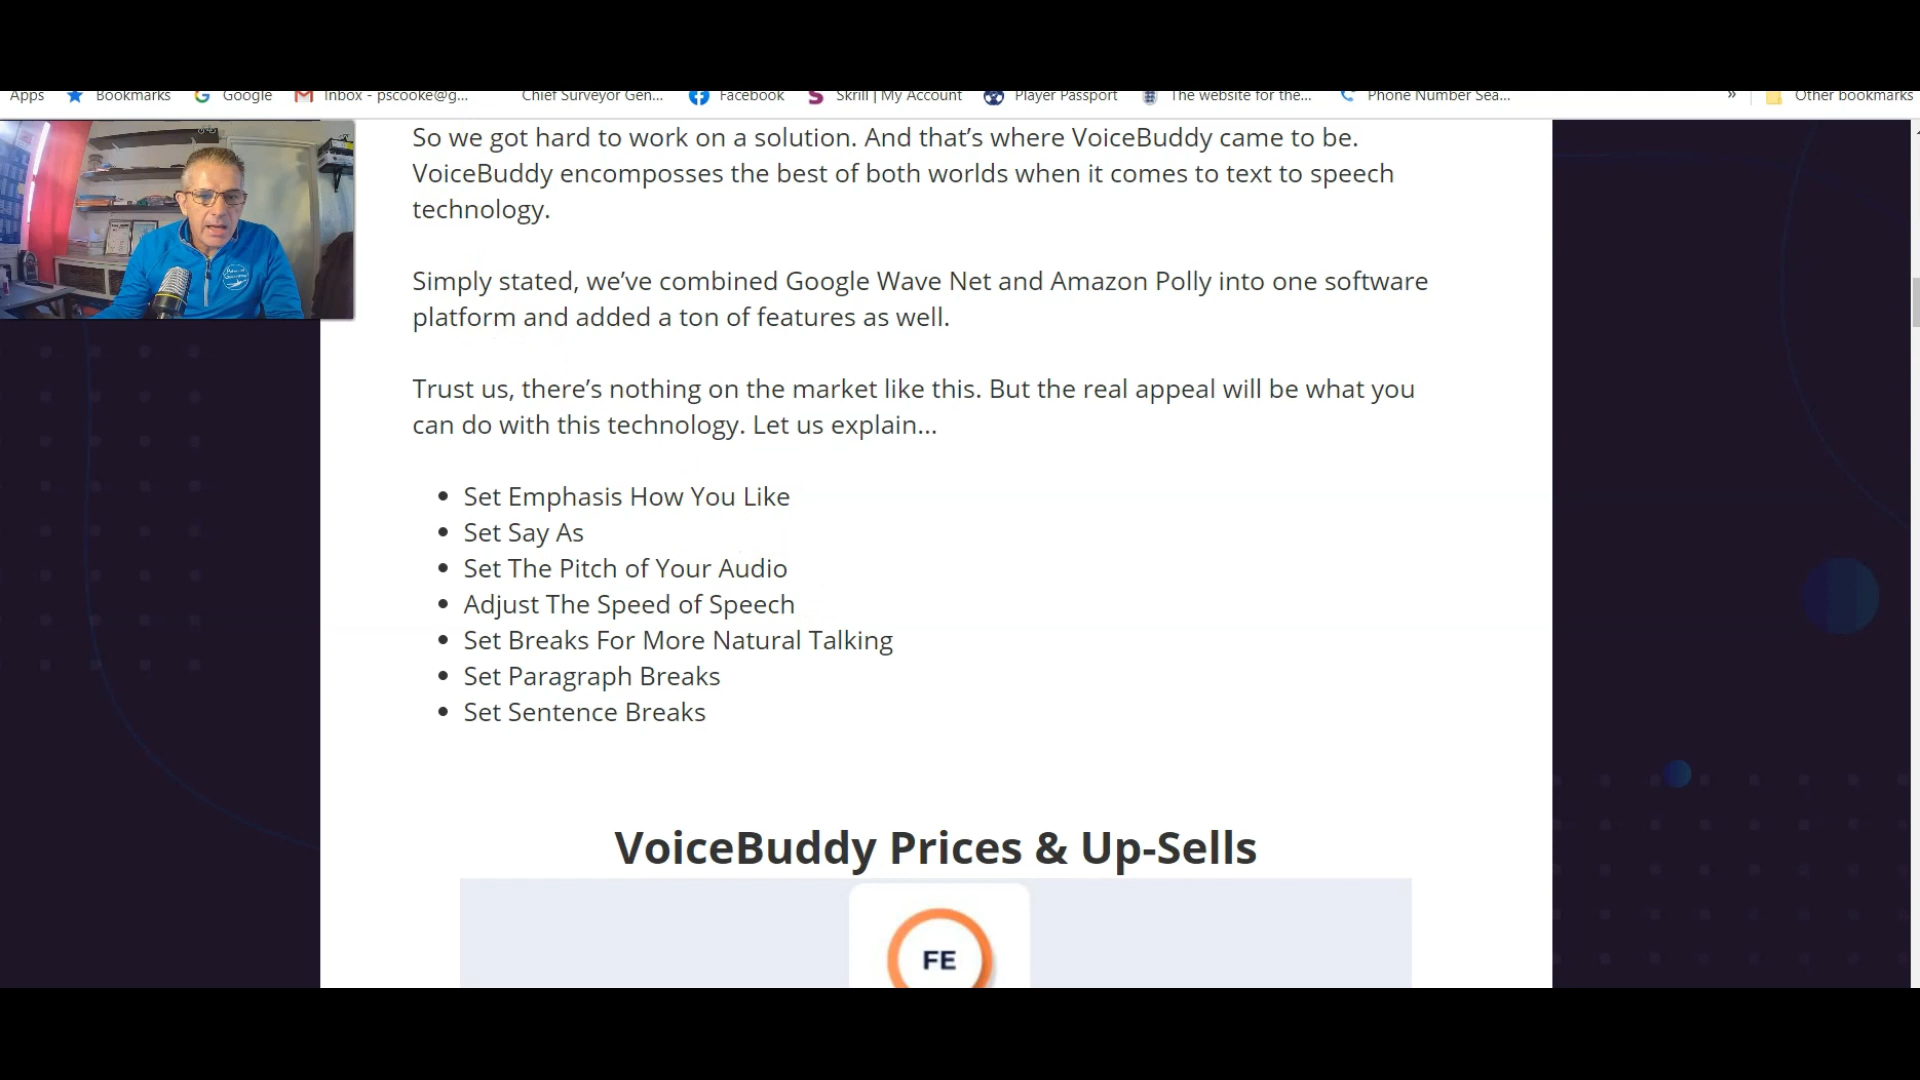 Apps Bookmarks Google Inbox - pscooke@g... Chief Surveyor Gen... Facebook Skrill | My Account Player Passport The website for the... Phone Number Sea... » Other bookmarks
So we got hard to work on a solution. And that’s where VoiceBuddy came to be.
VoiceBuddy encomposses the best of both worlds when it comes to text to speech
technology.
Simply stated, we’ve combined Google Wave Net and Amazon Polly into one software
platform and added a ton of features as well.
Trust us, there’s nothing on the market like this. But the real appeal will be what you
can do with this technology. Let us explain...
• Set Emphasis How You Like
• Set Say As
• Set The Pitch of Your Audio
• Adjust The Speed of Speech
• Set Breaks For More Natural Talking
• Set Paragraph Breaks
• Set Sentence Breaks
VoiceBuddy Prices & Up-Sells
FE